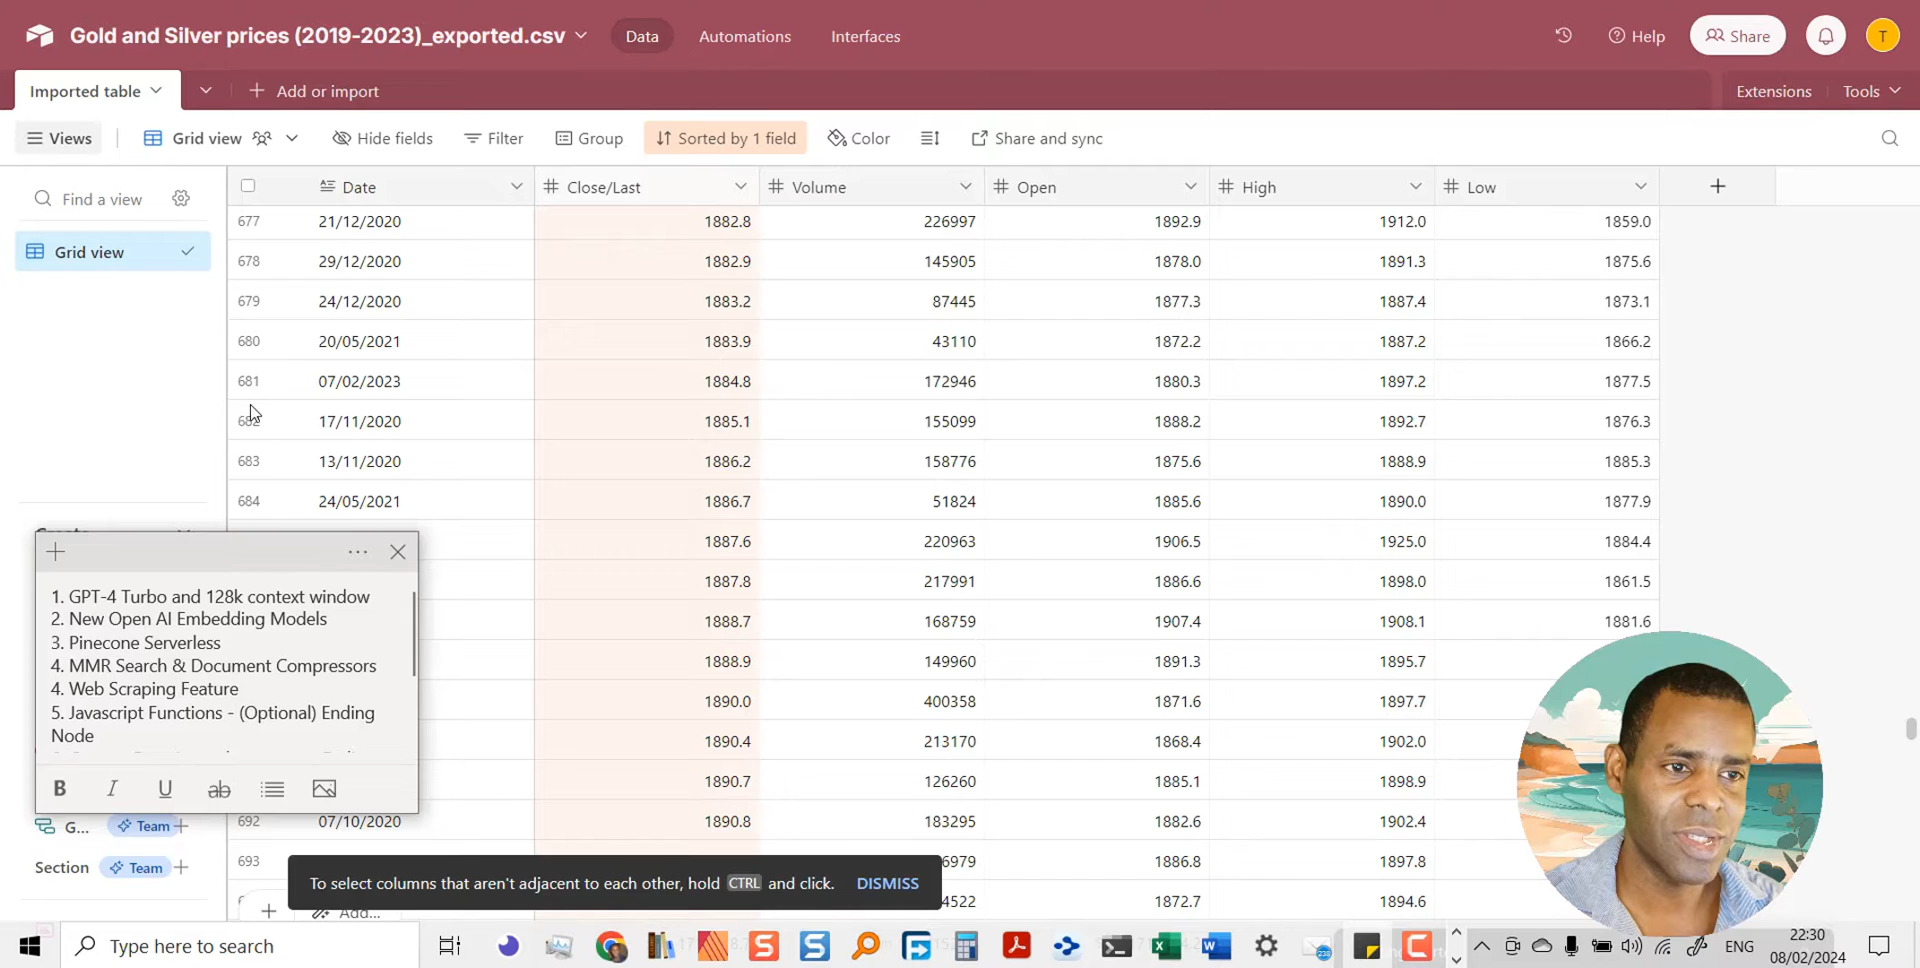 Gold and Silver prices (2019-2023)_exported.csv Data Automations Interfaces Help Share T
Imported table Add or import Extensions Tools
Views Grid view Hide fields Filter Group Sorted by 1 field Color Share and sync
Find a view
Grid view
Date Close/Last Volume Open High Low
677 21/12/2020 1882.8 226997 1892.9 1912.0 1859.0
678 29/12/2020 1882.9 145905 1878.0 1891.3 1875.6
679 24/12/2020 1883.2 87445 1877.3 1887.4 1873.1
680 20/05/2021 1883.9 43110 1872.2 1887.2 1866.2
681 07/02/2023 1884.8 172946 1880.3 1897.2 1877.5
682 17/11/2020 1885.1 155099 1888.2 1892.7 1876.3
683 13/11/2020 1886.2 158776 1875.6 1888.9 1885.3
684 24/05/2021 1886.7 51824 1885.6 1890.0 1877.9
1887.6 220963 1906.5 1925.0 1884.4
1887.8 217991 1886.6 1898.0 1861.5
1888.7 168759 1907.4 1908.1 1881.6
1888.9 149960 1891.3 1895.7
1890.0 400358 1871.6 1897.7
1890.4 213170 1868.4 1902.0
1890.7 126260 1885.1 1898.9
692 07/10/2020 1890.8 183295 1882.6 1902.4
693 6979 1886.8 1897.8
4522 1872.7 1894.6
1. GPT-4 Turbo and 128k context window
2. New Open AI Embedding Models
3. Pinecone Serverless
4. MMR Search & Document Compressors
4. Web Scraping Feature
5. Javascript Functions - (Optional) Ending
Node
B I U ab
G... Team
Section Team
To select columns that aren't adjacent to each other, hold CTRL and click. DISMISS
Add...
Type here to search
ENG
22:30
08/02/2024